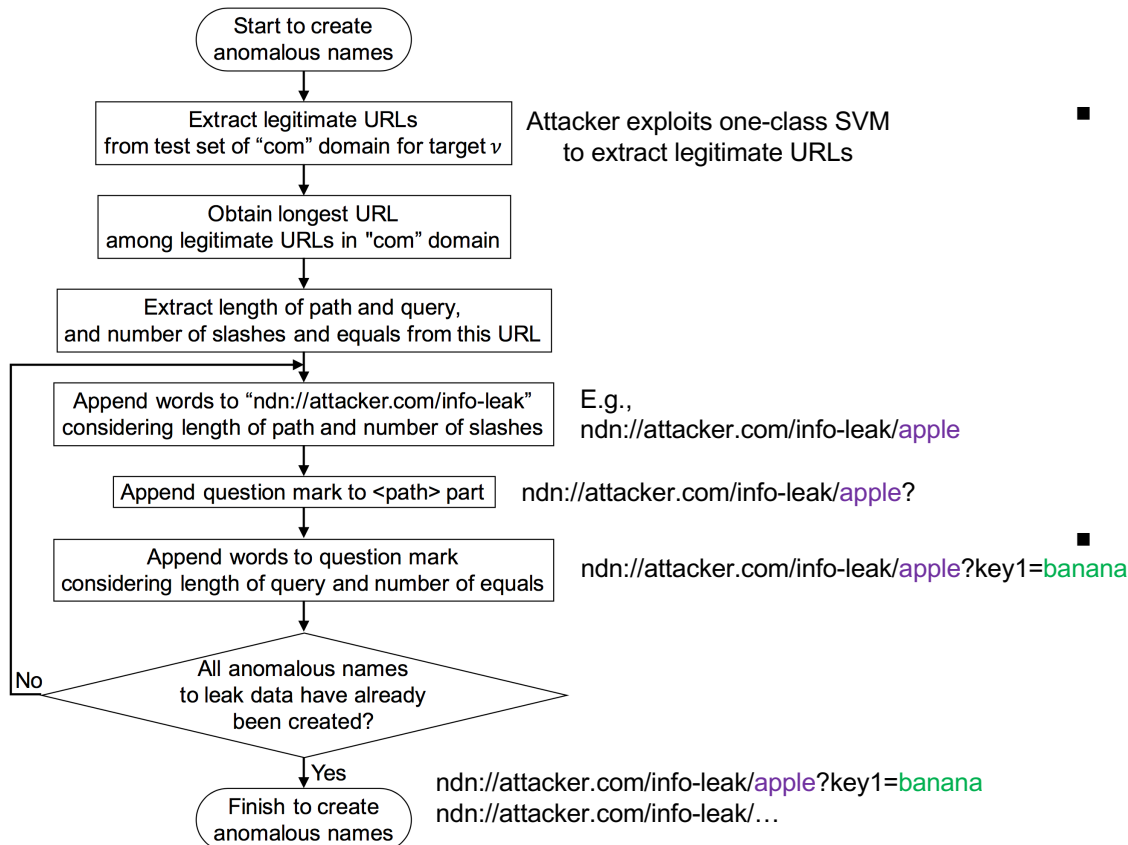 Start to create
anomalous names
Extract legitimate URLs
from test set of “com” domain for target ν
Attacker exploits one-class SVM
to extract legitimate URLs
Obtain longest URL
among legitimate URLs in "com” domain
Extract length of path and query,
and number of slashes and equals from this URL
Append words to “ndn://attacker.com/info-leak”
considering length of path and number of slashes
E.g.,
ndn://attacker.com/info-leak/apple
Append question mark to <path> part
ndn://attacker.com/info-leak/apple?
Append words to question mark
considering length of query and number of equals
ndn://attacker.com/info-leak/apple?key1=banana
All anomalous names
to leak data have already
been created?
No
Yes
ndn://attacker.com/info-leak/apple?key1=banana
ndn://attacker.com/info-leak/…
Finish to create
anomalous names